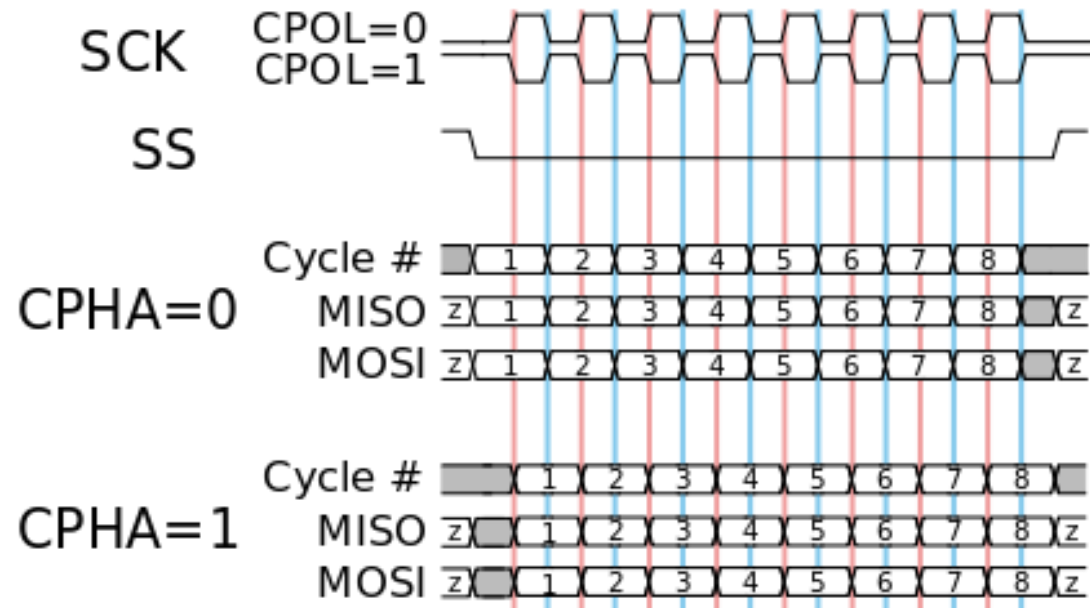 SCK CPOL=0
CPOL=1
SS
Cycle # 1 2 3 4 5 6 7 8
CPHA=0 MISO z 1 2 3 4 5 6 7 8 z
MOSI z 1 2 3 4 5 6 7 8 z
Cycle # 1 2 3 4 5 6 7 8
CPHA=1 MISO z 1 2 3 4 5 6 7 8 z
MOSI z 1 2 3 4 5 6 7 8 z